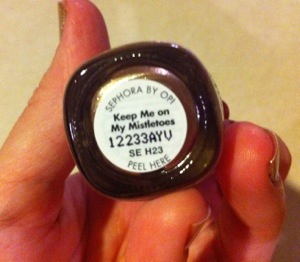 SEPHORA BY OPI
Keep Me on
My Mistletoes
12233AYV
SE H23
PEEL HERE